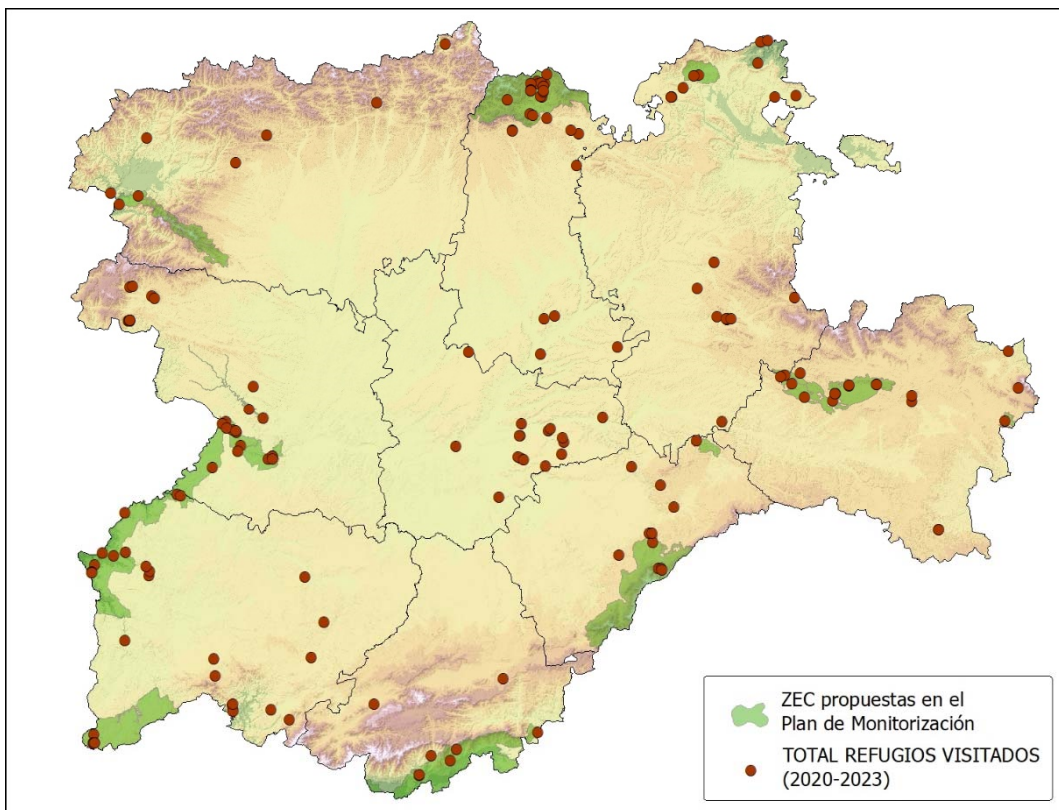 ZEC propuestas en el
Plan de Monitorización
TOTAL REFUGIOS VISITADOS
(2020-2023)